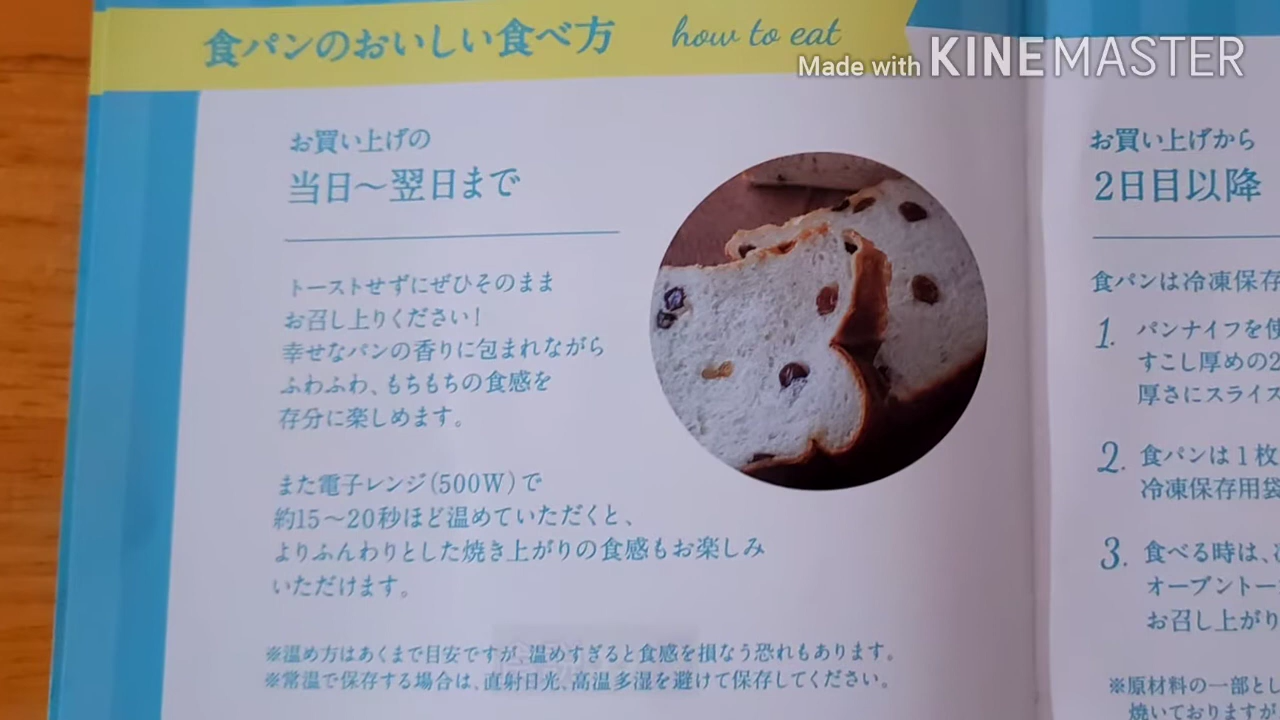 食パンのおいしい食べ方 how to eat
Made with KINEMASTER
お買い上げの
当日〜翌日まで
トーストせずにぜひそのまま
お召し上りください!
幸せなパンの香りに包まれながら
ふわふわ、もちもちの食感を
存分に楽しめます。
また電子レンジ(500W)で
約15〜20秒ほど温めていただくと、
よりふんわりとした焼き上がりの食感もお楽しみ
いただけます。
※温め方はあくまで目安ですが、温めすぎると食感を損なう恐れもあります。
※常温で保存する場合は、直射日光、高温多湿を避けて保存してください。
お買い上げから
2日目以降
食パンは冷凍保存
1. パンナイフを使
すこし厚めの2
厚さにスライス
2. 食パンは1枚
冷凍保存用袋
3. 食べる時は、
オーブントー
お召し上がり
※原材料の一部とし
焼いておりますが